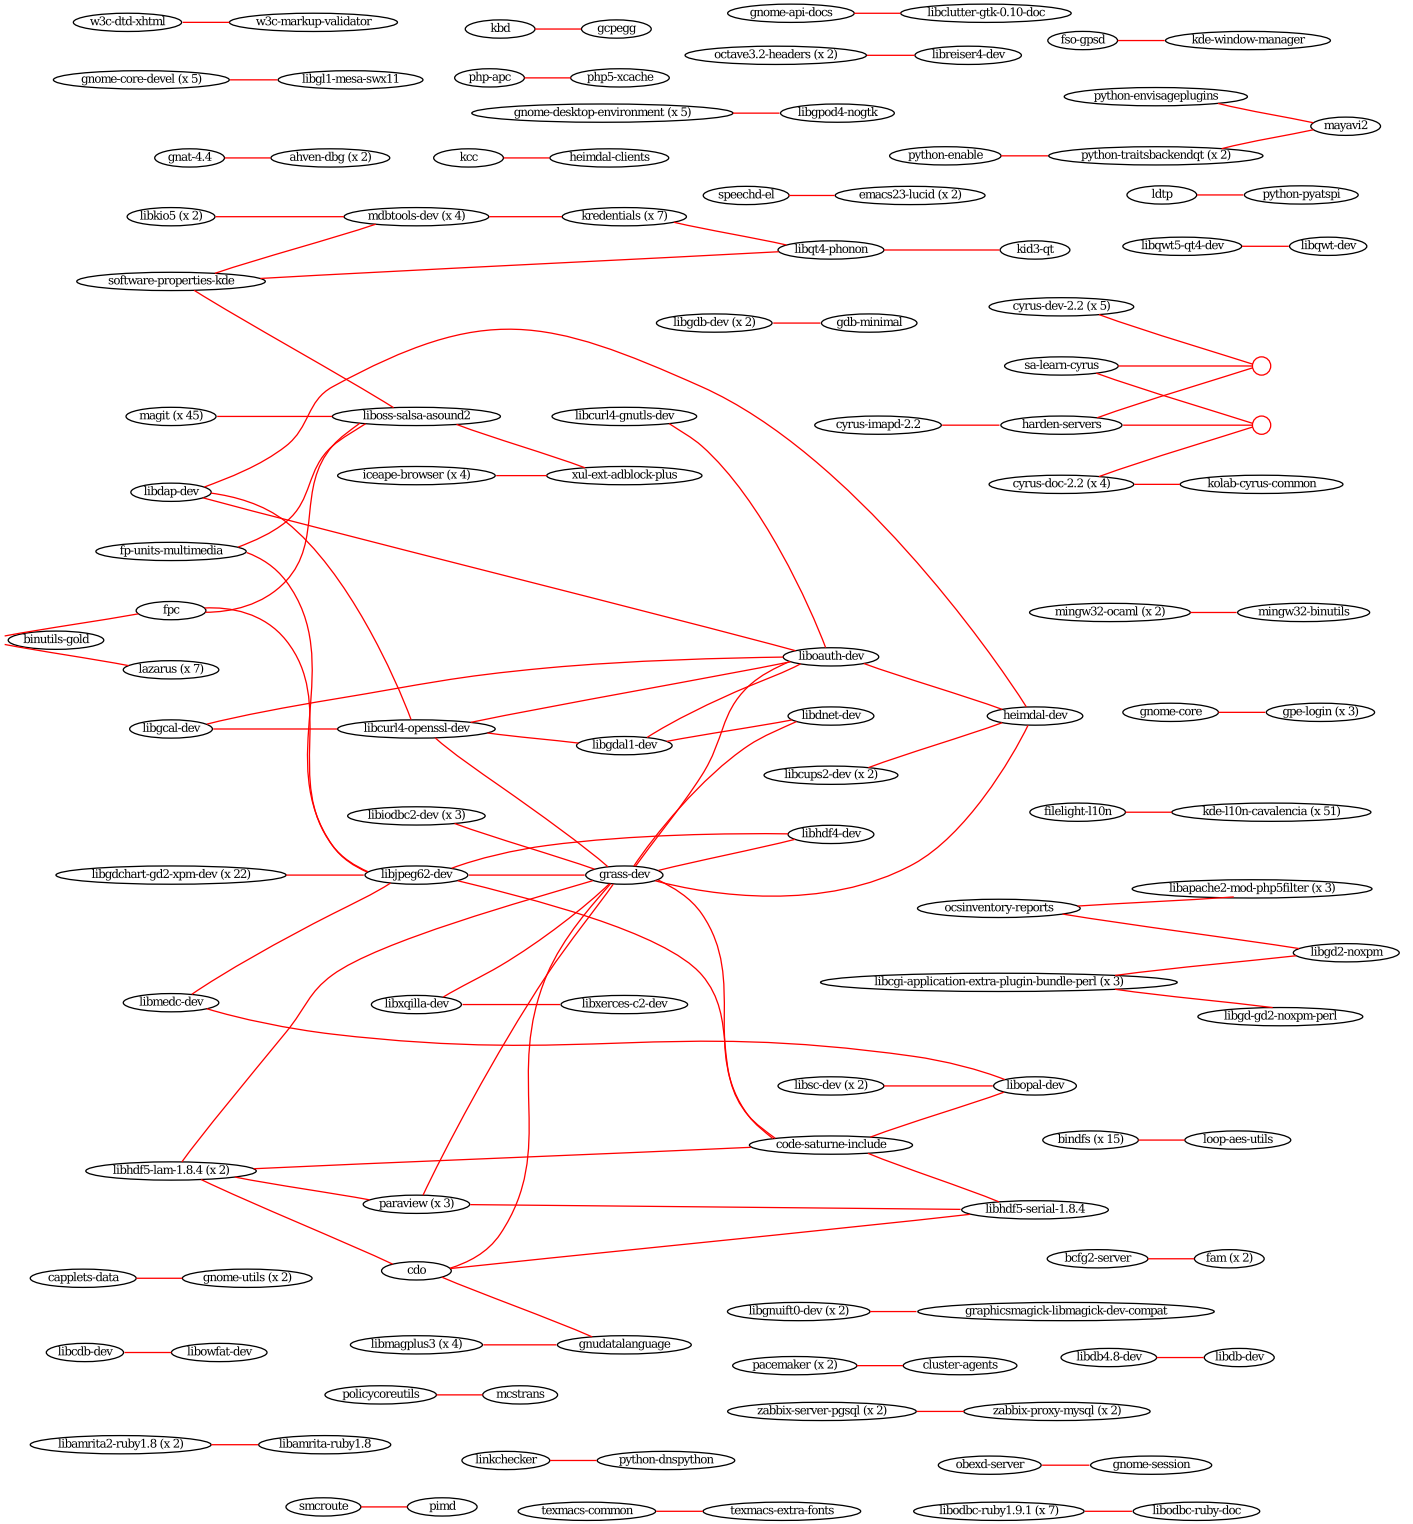 w3c-dtd-xhtml
w3c-markup-validator
kbd
gcpegg
gnome-api-docs
libclutter-gtk-0.10-doc
fso-gpsd
kde-window-manager
octave3.2-headers (x 2)
libreiser4-dev
gnome-core-devel (x 5)
libgl1-mesa-swx11
php-apc
php5-xcache
python-envisageplugins
gnome-desktop-environment (x 5)
libgpod4-nogtk
mayavi2
gnat-4.4
ahven-dbg (x 2)
kcc
heimdal-clients
python-enable
python-traitsbackendqt (x 2)
speechd-el
emacs23-lucid (x 2)
ldtp
python-pyatspi
libkio5 (x 2)
mdbtools-dev (x 4)
kredentials (x 7)
libqt4-phonon
kid3-qt
libqwt5-qt4-dev
libqwt-dev
software-properties-kde
cyrus-dev-2.2 (x 5)
libgdb-dev (x 2)
gdb-minimal
sa-learn-cyrus
magit (x 45)
liboss-salsa-asound2
libcurl4-gnutls-dev
cyrus-imapd-2.2
harden-servers
iceape-browser (x 4)
xul-ext-adblock-plus
cyrus-doc-2.2 (x 4)
kolab-cyrus-common
libdap-dev
fp-units-multimedia
fpc
mingw32-ocaml (x 2)
mingw32-binutils
binutils-gold
lazarus (x 7)
liboauth-dev
libgcal-dev
libcurl4-openssl-dev
libgdal1-dev
libdnet-dev
heimdal-dev
gnome-core
gpe-login (x 3)
libcups2-dev (x 2)
libiodbc2-dev (x 3)
libhdf4-dev
filelight-l10n
kde-l10n-cavalencia (x 51)
libgdchart-gd2-xpm-dev (x 22)
libjpeg62-dev
grass-dev
libapache2-mod-php5filter (x 3)
ocsinventory-reports
libgd2-noxpm
libcgi-application-extra-plugin-bundle-perl (x 3)
libmedc-dev
libxqilla-dev
libxerces-c2-dev
libgd-gd2-noxpm-perl
libsc-dev (x 2)
libopal-dev
code-saturne-include
bindfs (x 15)
loop-aes-utils
libhdf5-lam-1.8.4 (x 2)
paraview (x 3)
libhdf5-serial-1.8.4
bcfg2-server
fam (x 2)
cdo
capplets-data
gnome-utils (x 2)
libgnuift0-dev (x 2)
graphicsmagick-libmagick-dev-compat
libmagplus3 (x 4)
gnudatalanguage
libcdb-dev
libowfat-dev
pacemaker (x 2)
cluster-agents
libdb4.8-dev
libdb-dev
policycoreutils
mcstrans
zabbix-server-pgsql (x 2)
zabbix-proxy-mysql (x 2)
libamrita2-ruby1.8 (x 2)
libamrita-ruby1.8
linkchecker
python-dnspython
obexd-server
gnome-session
smcroute
pimd
texmacs-common
texmacs-extra-fonts
libodbc-ruby1.9.1 (x 7)
libodbc-ruby-doc